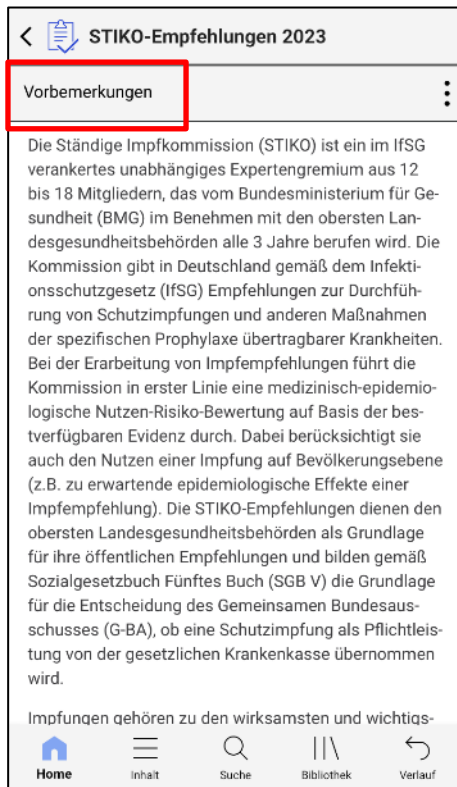 STIKO-Empfehlungen 2023
Vorbemerkungen
Die Ständige Impfkommission (STIKO) ist ein im IfSG
verankertes unabhängiges Expertengremium aus 12
bis 18 Mitgliedern, das vom Bundesministerium für Ge-
sundheit (BMG) im Benehmen mit den obersten Lan-
desgesundheitsbehörden alle 3 Jahre berufen wird. Die
Kommission gibt in Deutschland gemäß dem Infekti-
onsschutzgesetz (IfSG) Empfehlungen zur Durchfüh-
rung von Schutzimpfungen und anderen Maßnahmen
der spezifischen Prophylaxe übertragbarer Krankheiten.
Bei der Erarbeitung von Impfempfehlungen führt die
Kommission in erster Linie eine medizinisch-epidemio-
logische Nutzen-Risiko-Bewertung auf Basis der bes-
tverfügbaren Evidenz durch. Dabei berücksichtigt sie
auch den Nutzen einer Impfung auf Bevölkerungsebene
(z.B. zu erwartende epidemiologische Effekte einer
Impfempfehlung). Die STIKO-Empfehlungen dienen den
obersten Landesgesundheitsbehörden als Grundlage
für ihre öffentlichen Empfehlungen und bilden gemäß
Sozialgesetzbuch Fünftes Buch (SGB V) die Grundlage
für die Entscheidung des Gemeinsamen Bundesaus-
schusses (G-BA), ob eine Schutzimpfung als Pflichtleis-
tung von der gesetzlichen Krankenkasse übernommen
wird.
Impfungen gehören zu den wirksamsten und wichtigs-
Home Inhalt Suche Bibliothek Verlauf